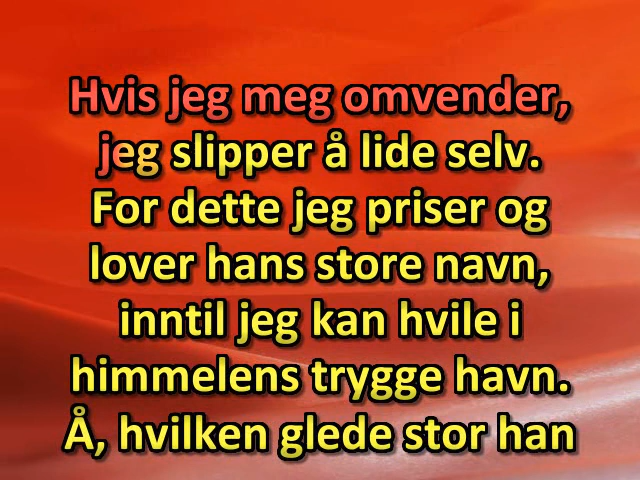 Hvis jeg meg omvender,
jeg slipper å lide selv.
For dette jeg priser og
lover hans store navn,
inntil jeg kan hvile i
himmelens trygge havn.
Å, hvilken glede stor han